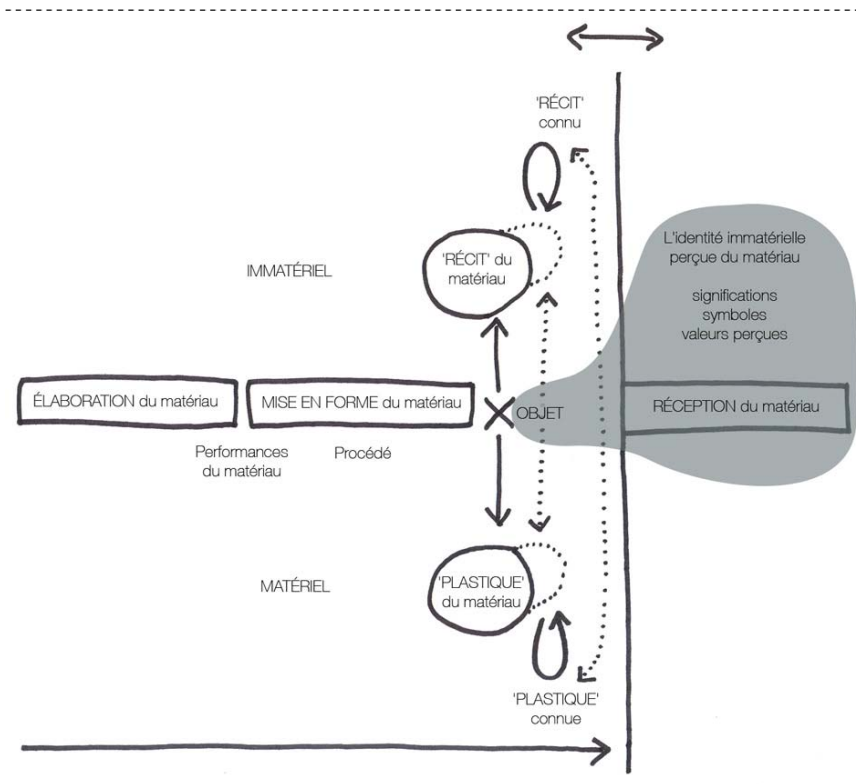 'RÉCIT'
connu
'RÉCIT' du
matériau
L'identité immatérielle
perçue du matériau
IMMATÉRIEL
significations
symboles
valeurs perçues
ÉLABORATION du matériau
MISE EN FORME du matériau
OBJET
RÉCEPTION du matériau
Performances
du matériau
Procédé
MATÉRIEL
'PLASTIQUE'
du matériau
'PLASTIQUE'
connue